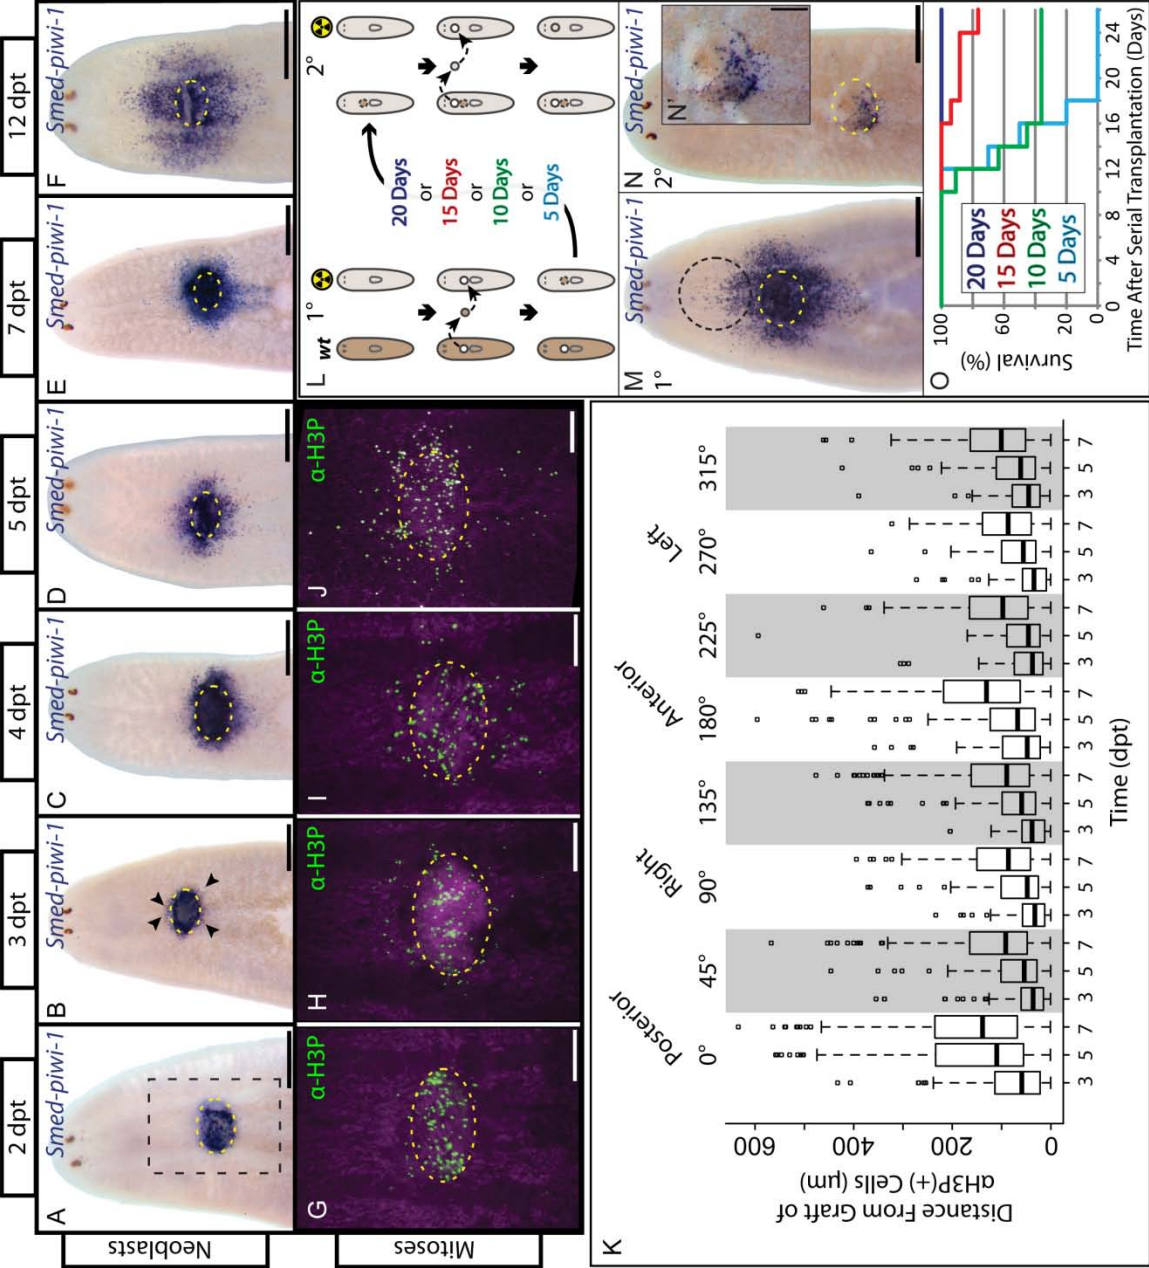 2 dpt
3 dpt
4 dpt
5 dpt
7 dpt
12 dpt
Neoblasts
A
Smed-piwi-1
B
Smed-piwi-1
C
Smed-piwi-1
D
Smed-piwi-1
E
Smed-piwi-1
F
Smed-piwi-1
Mitoses
G
α-H3P
H
α-H3P
I
α-H3P
J
α-H3P
K
Distance From Graft of
αH3P(+) Cells (μm)
600
400
200
0
Posterior
Right
Anterior
Left
0°
45°
90°
135°
180°
225°
270°
315°
3 5 7 3 5 7 3 5 7 3 5 7 3 5 7 3 5 7 3 5 7 3 5 7
Time (dpt)
L
wt
1°
2°
20 Days
or
15 Days
or
10 Days
or
5 Days
M
1°
Smed-piwi-1
N
2°
Smed-piwi-1
N'
O
Survival (%)
100
60
20
0
20 Days
15 Days
10 Days
5 Days
0 4 8 12 16 20 24
Time After Serial Transplantation (Days)